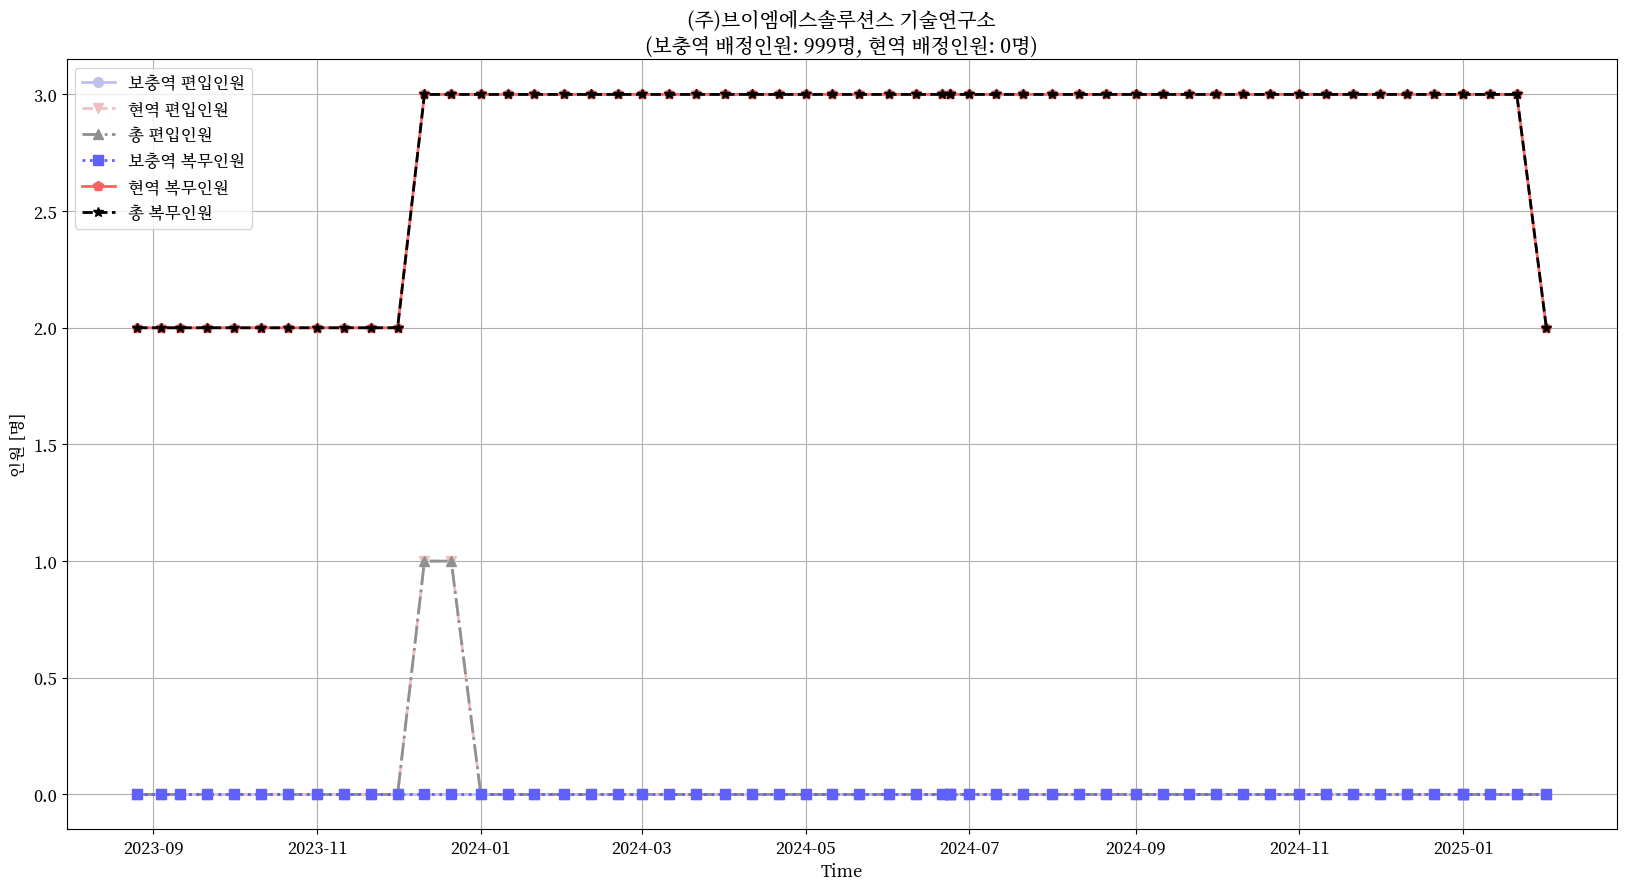 (주)브이엠에스솔루션스 기술연구소
(보충역 배정인원: 999명, 현역 배정인원: 0명)
보충역 편입인원
현역 편입인원
총 편입인원
보충역 복무인원
현역 복무인원
총 복무인원
인원 [명]
3.0
2.5
2.0
1.5
1.0
0.5
0.0
2023-09
2023-11
2024-01
2024-03
2024-05
2024-07
2024-09
2024-11
2025-01
Time